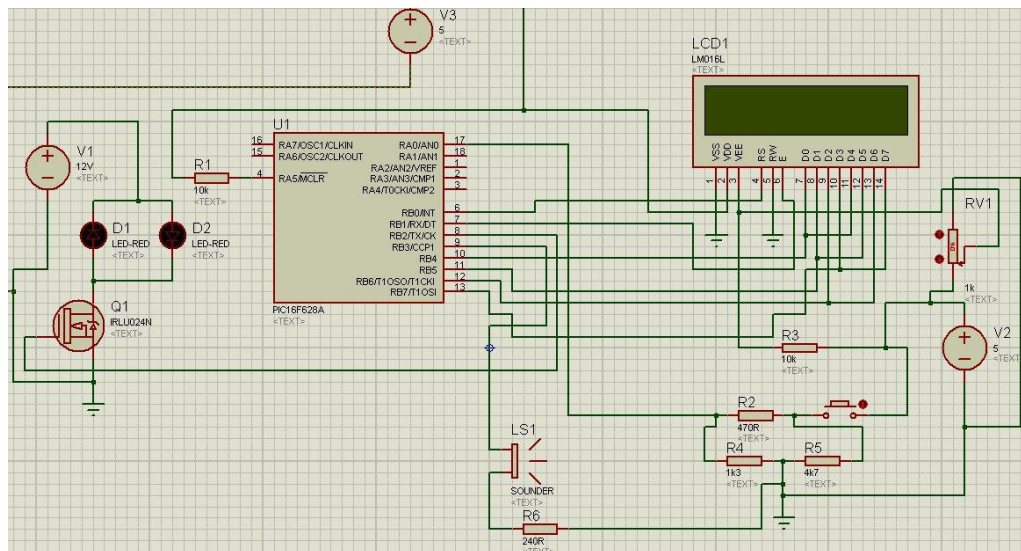 V3
5
<TEXT>
LCD1
LM016L
<TEXT>
VSS
VDD
VEE
RS
RW
E
D0
D1
D2
D3
D4
D5
D6
D7
1
2
3
4
5
6
7
8
9
10
11
12
13
14
V1
12V
<TEXT>
R1
10k
<TEXT>
U1
16 RA7/OSC1/CLKIN RA0/AN0 17
15 RA6/OSC2/CLKOUT RA1/AN1 18
RA2/AN2/VREF 1
4 RA5/MCLR RA3/AN3/CMP1 2
RA4/T0CKI/CMP2 3
RB0/INT 6
RB1/RX/DT 7
RB2/TX/CK 8
RB3/CCP1 9
RB4 10
RB5 11
RB6/T1OSO/T1CKI 12
RB7/T1OSI 13
PIC16F628A
<TEXT>
D1
LED-RED
<TEXT>
D2
LED-RED
<TEXT>
Q1
IRLU024N
<TEXT>
RV1
0%
1k
<TEXT>
R3
10k
<TEXT>
V2
5
<TEXT>
R2
470R
<TEXT>
R4
1k3
<TEXT>
R5
4k7
<TEXT>
LS1
SOUNDER
<TEXT>
R6
240R
<TEXT>